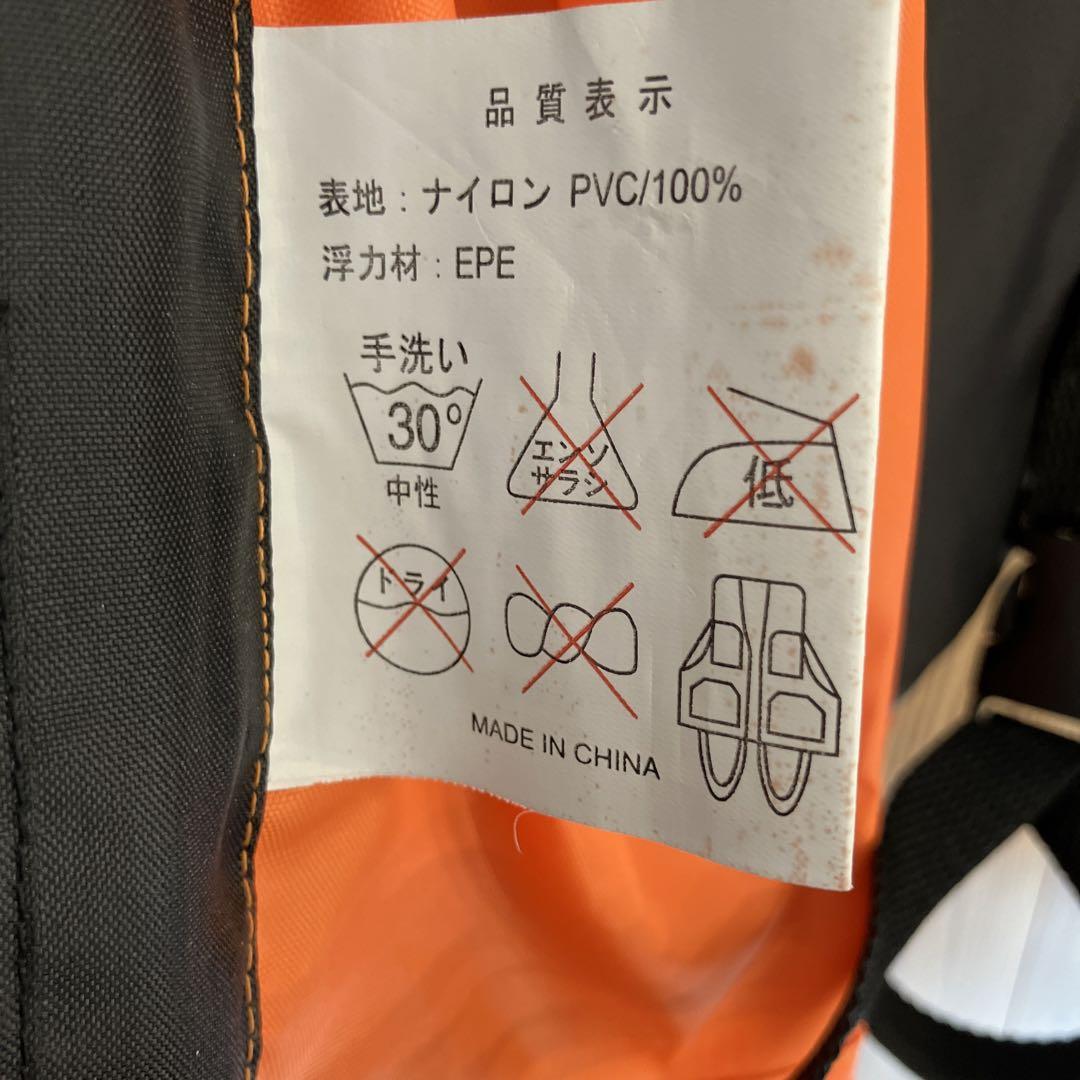 品質表示
表地：ナイロン PVC/100%
浮力材：EPE
手洗い
30°
中性
エンソ
サラシ
低
ドライ
MADE IN CHINA